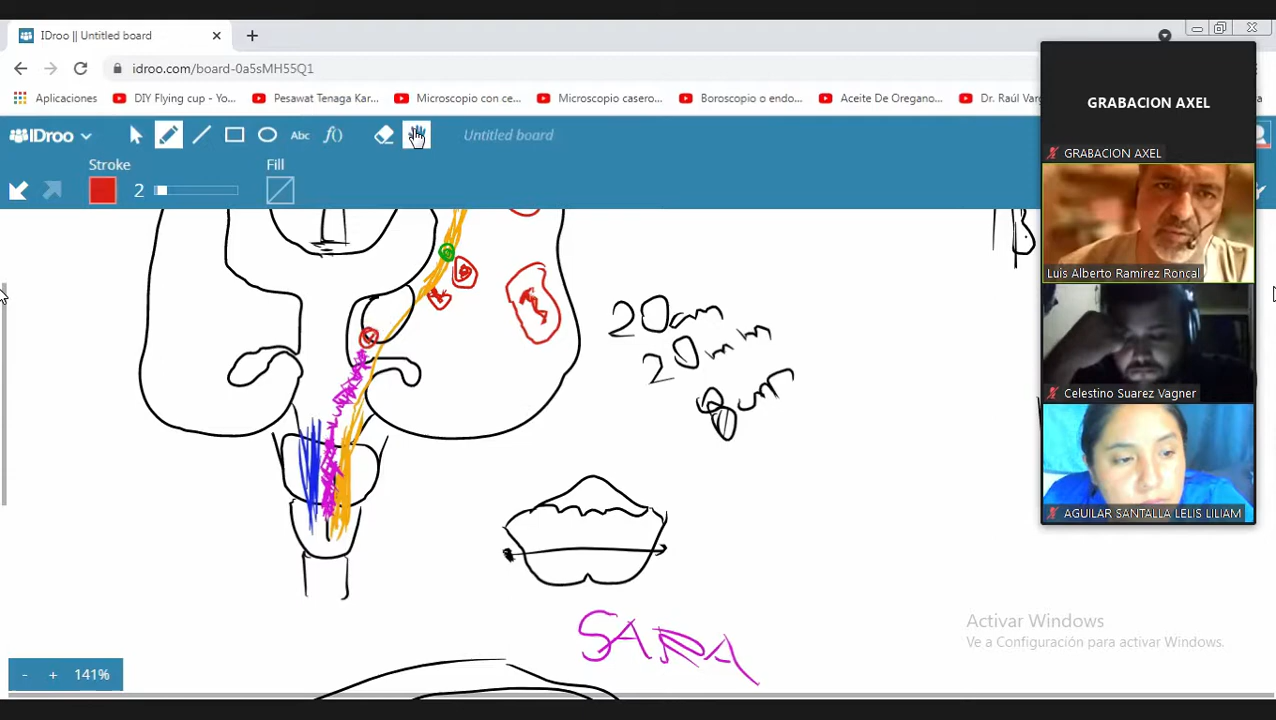 IDroo || Untitled board
idroo.com/board-0a5sMH55Q1
Aplicaciones
DIY Flying cup - Yo...
Pesawat Tenaga Kar...
Microscopio con ce...
Microscopio casero...
Boroscopio o endo...
Aceite De Oregano...
Dr. Raúl Varg
IDroo
Abc
f()
Untitled board
Stroke
Fill
2
20cm
20mm
SARA
- + 141%
Activar Windows
Ve a Configuración para activar Windows.
GRABACION AXEL
GRABACION AXEL
Luis Alberto Ramirez Roncal
Celestino Suarez Vagner
AGUILAR SANTALLA LELIS LILIAM